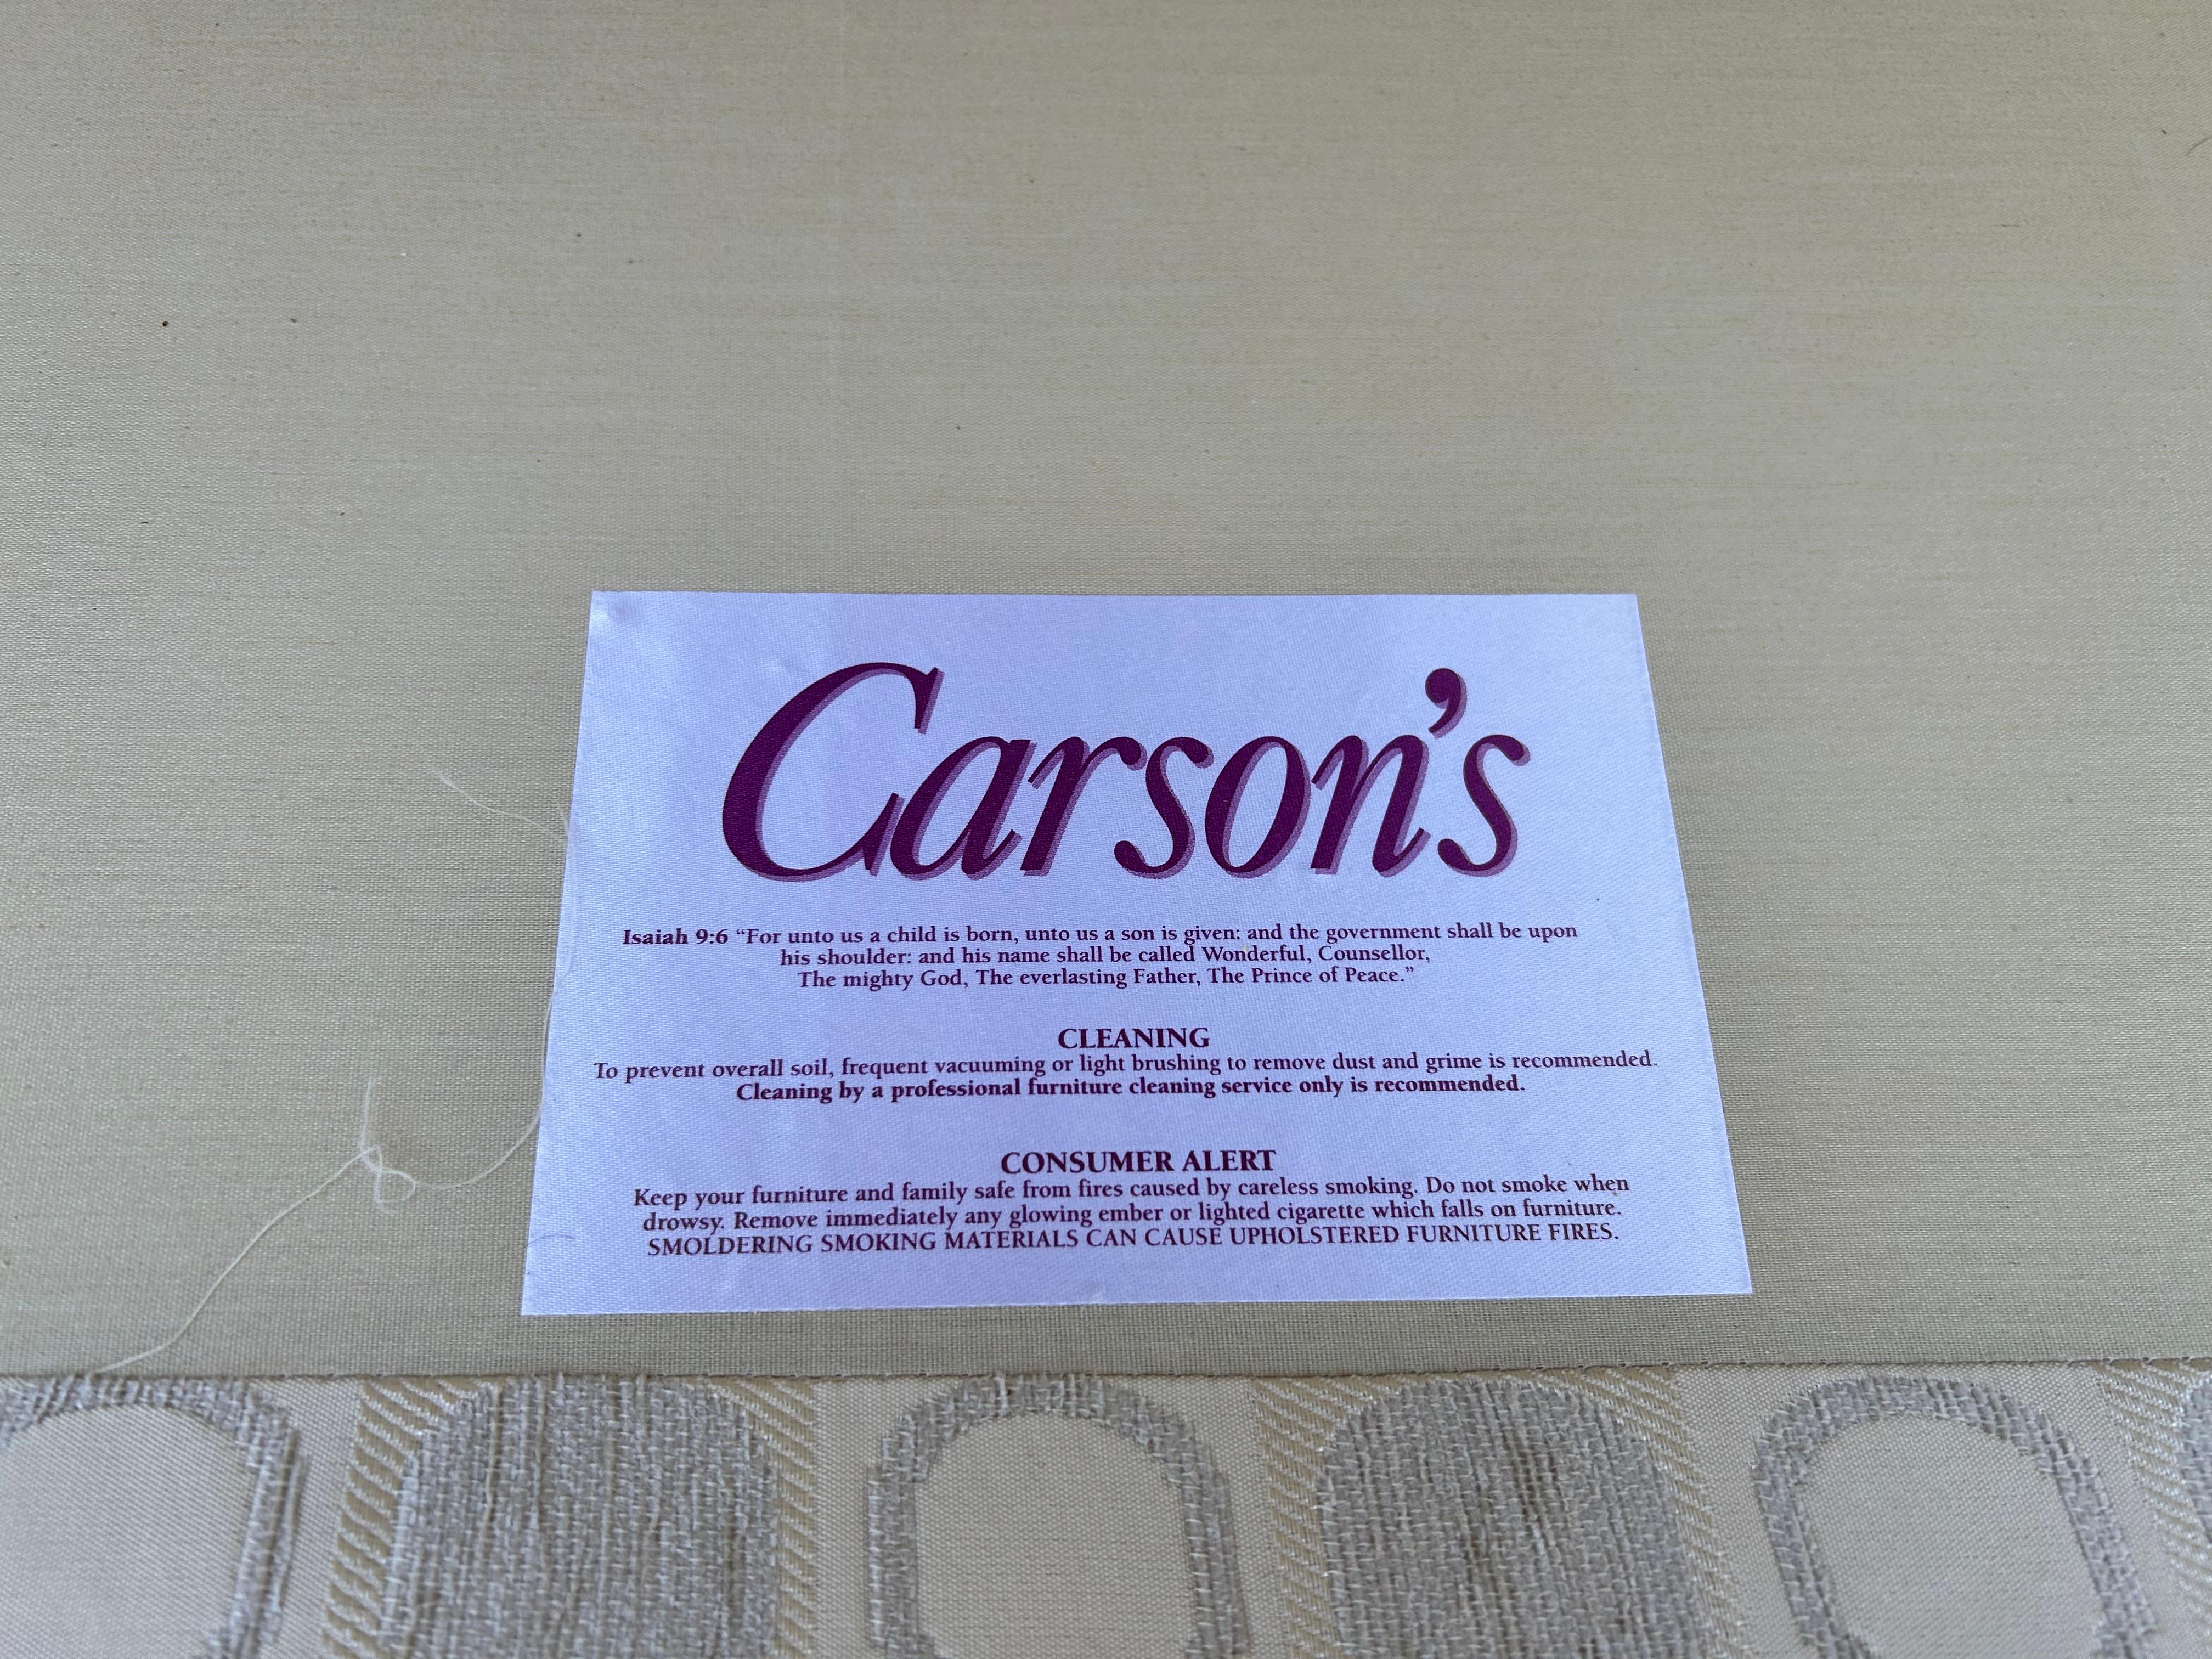 Carson's
Isaiah 9:6 “For unto us a child is born, unto us a son is given: and the government shall be upon
his shoulder: and his name shall be called Wonderful, Counsellor,
The mighty God, The everlasting Father, The Prince of Peace.”
CLEANING
To prevent overall soil, frequent vacuuming or light brushing to remove dust and grime is recommended.
Cleaning by a professional furniture cleaning service only is recommended.
CONSUMER ALERT
Keep your furniture and family safe from fires caused by careless smoking. Do not smoke when
drowsy. Remove immediately any glowing ember or lighted cigarette which falls on furniture.
SMOLDERING SMOKING MATERIALS CAN CAUSE UPHOLSTERED FURNITURE FIRES.